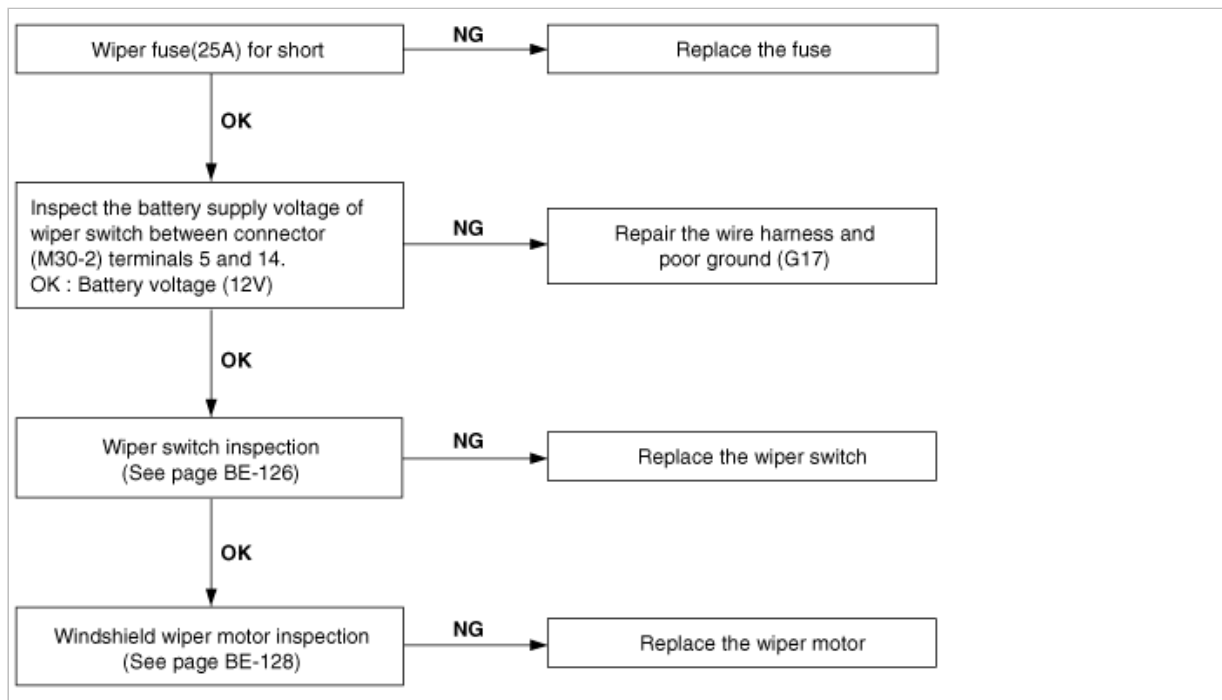 Wiper fuse(25A) for short
NG
Replace the fuse
OK
Inspect the battery supply voltage of
wiper switch between connector
(M30-2) terminals 5 and 14.
OK : Battery voltage (12V)
NG
Repair the wire harness and
poor ground (G17)
OK
Wiper switch inspection
(See page BE-126)
NG
Replace the wiper switch
OK
Windshield wiper motor inspection
(See page BE-128)
NG
Replace the wiper motor